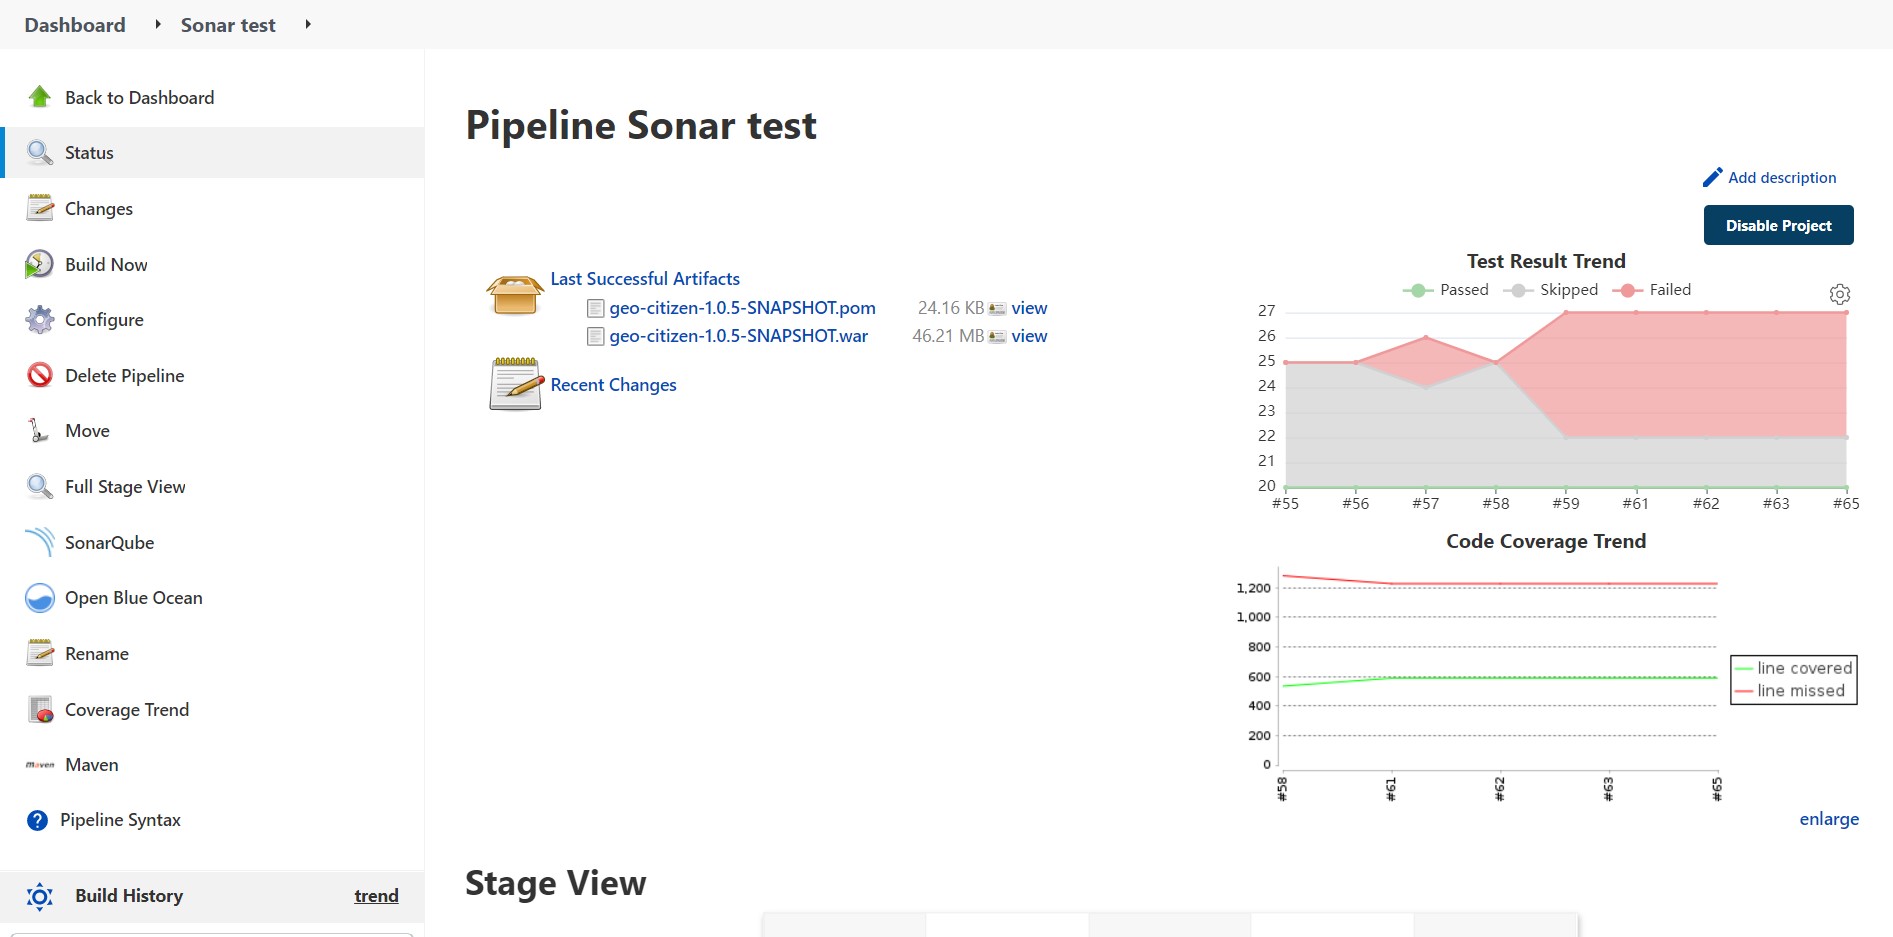 Dashboard Sonar test
Back to Dashboard
Status
Changes
Build Now
Configure
Delete Pipeline
Move
Full Stage View
SonarQube
Open Blue Ocean
Rename
Coverage Trend
Maven
Maven
? Pipeline Syntax
Build History trend
Pipeline Sonar test
Add description
Disable Project
Last Successful Artifacts
geo-citizen-1.0.5-SNAPSHOT.pom 24.16 KB view
geo-citizen-1.0.5-SNAPSHOT.war 46.21 MB view
Recent Changes
Test Result Trend
Passed Skipped Failed
27
26
25
24
23
22
21
20
#55 #56 #57 #58 #59 #61 #62 #63 #65
Code Coverage Trend
1,200
1,000
800
600
400
200
0
#58 #61 #62 #63 #65
line covered
line missed
enlarge
Stage View